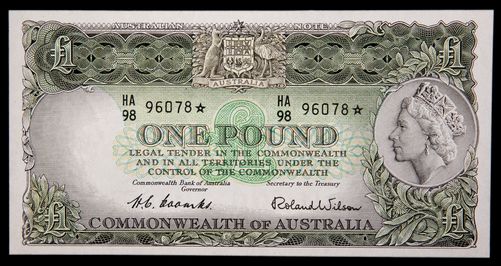 AUSTRALIAN NOTE
£1 £1
AUSTRALIA
HA 98 96078★ HA 98 96078★
ONE POUND
LEGAL TENDER IN THE COMMONWEALTH
AND IN ALL TERRITORIES UNDER THE
CONTROL OF THE COMMONWEALTH
Commonwealth Bank of Australia Secretary to the Treasury
Governor
H.C. Coombs Roland Wilson
£1 £1
COMMONWEALTH OF AUSTRALIA